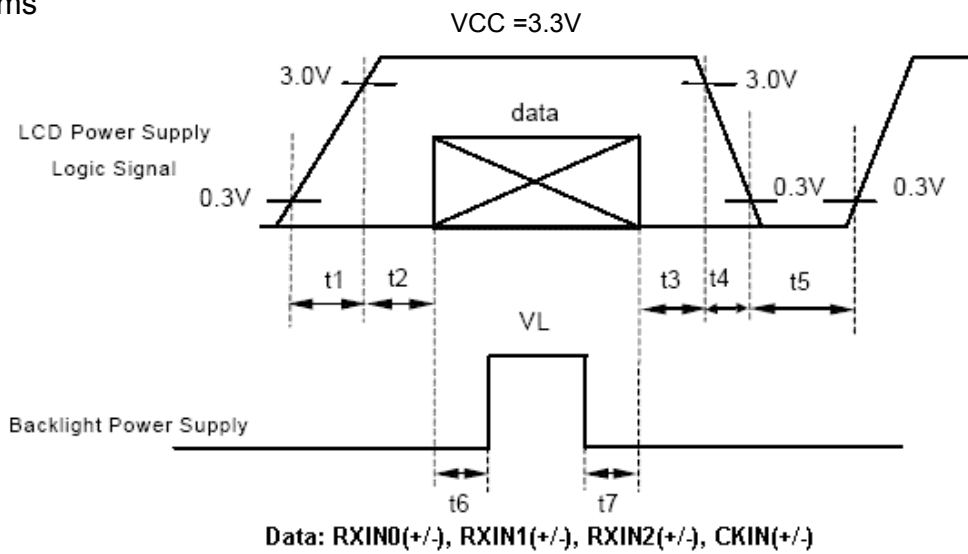 ms
VCC =3.3V
3.0V
3.0V
data
LCD Power Supply
Logic Signal
0.3V
0.3V
0.3V
t1
t2
t3
t4
t5
VL
Backlight Power Supply
t6
t7
Data: RXIN0(+/-), RXIN1(+/-), RXIN2(+/-), CKIN(+/-)